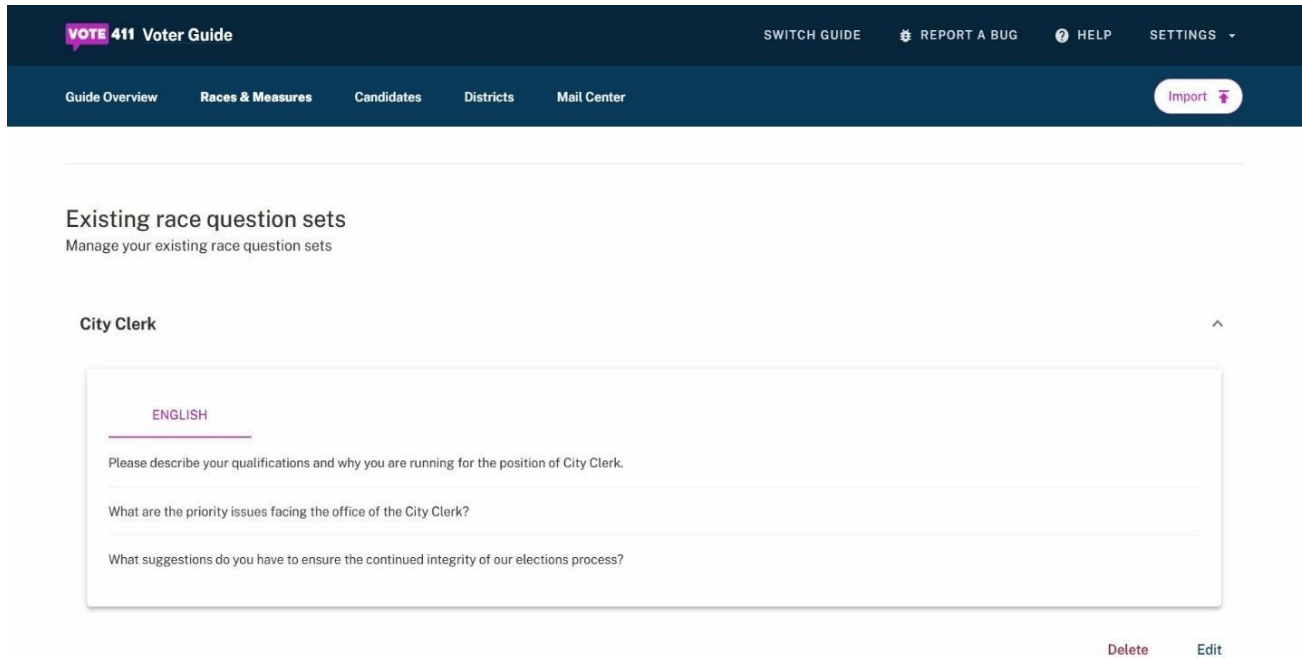 VOTE 411 Voter Guide SWITCH GUIDE REPORT A BUG HELP SETTINGS
Guide Overview Races & Measures Candidates Districts Mail Center Import
Existing race question sets
Manage your existing race question sets
City Clerk
ENGLISH
Please describe your qualifications and why you are running for the position of City Clerk.
What are the priority issues facing the office of the City Clerk?
What suggestions do you have to ensure the continued integrity of our elections process?
Delete Edit